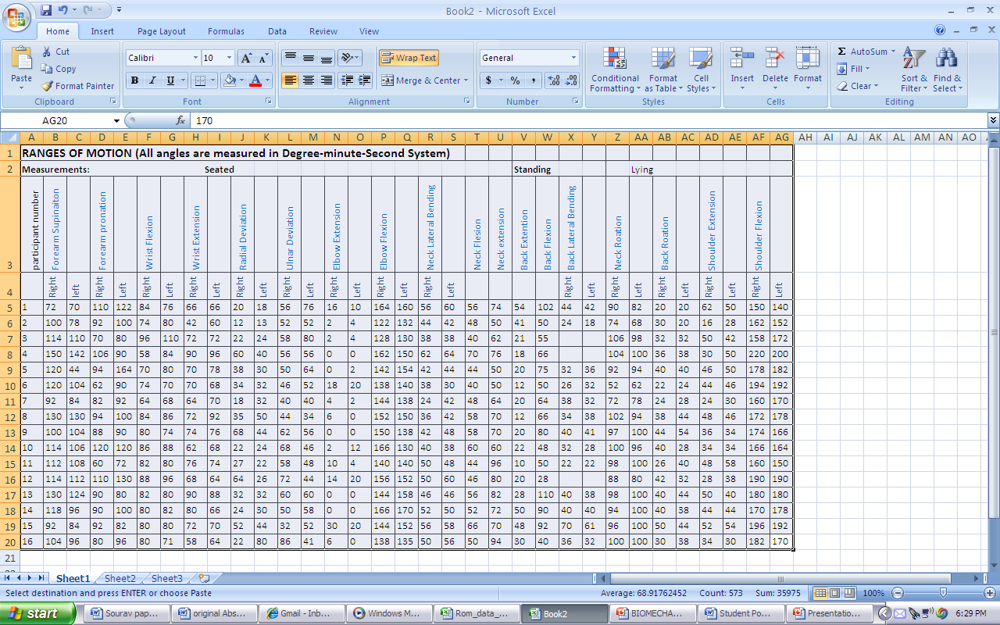 Book2 - Microsoft Excel
Home Insert Page Layout Formulas Data Review View
Paste Cut Copy Format Painter
Calibri 10 A A B I U A
Wrap Text Merge & Center
General $ % , .00 .00
Conditional Formatting Format as Table Cell Styles
Insert Delete Format
Σ AutoSum Fill Clear Sort & Filter Find & Select
Clipboard Font Alignment Number Styles Cells Editing
AG20 fx 170
A B C D E F G H I J K L M N O P Q R S T U V W X Y Z AA AB AC AD AE AF AG AH AI AJ AK AL AM AN AO
1 RANGES OF MOTION (All angles are measured in Degree-minute-Second System)
2 Measurements: Seated Standing Lying
3 participant number Forearm Supinaiton Forearm pronation Wrist Flexion Wrist Extension Radial Deviation Ulnar Deviation Elbow Extension Elbow Flexion Neck Lateral Bending Neck Flesion Neck extension Back Extention Back Flexion Back Lateral Bending Neck Roation Back Roation Shoulder Extension Shoulder Flexion
4 Right left Right Left Right Left Right Left Right Left Right Left Right Left Right Left Right Left Right Left Right Left Right Left Right Left
5 1 72 70 110 122 84 76 66 66 20 18 56 76 16 10 164 160 56 60 56 74 54 102 44 42 90 82 20 20 62 50 150 140
6 2 100 78 92 100 74 80 42 60 12 13 52 52 2 4 122 132 44 42 48 50 41 50 24 18 74 68 30 20 16 28 162 152
7 3 114 110 70 80 96 110 72 72 22 24 58 80 2 4 128 130 38 38 40 62 21 55 106 98 32 32 50 42 158 172
8 4 150 142 106 90 58 84 90 96 60 40 56 56 0 0 162 150 62 64 70 76 18 66 104 100 36 38 30 50 220 200
9 5 120 44 94 164 70 80 70 78 38 30 50 64 0 2 142 154 42 44 44 50 20 75 32 36 92 94 40 40 46 50 178 182
10 6 120 104 62 90 74 70 70 68 34 32 46 52 18 20 138 140 38 30 40 50 12 50 26 32 52 62 22 24 44 46 194 192
11 7 92 84 82 92 64 68 64 70 18 32 40 40 4 2 144 138 24 42 48 64 20 64 38 32 72 78 24 28 24 30 160 170
12 8 130 130 94 100 84 86 72 92 35 50 44 34 6 0 152 150 36 42 58 70 12 66 34 38 102 94 38 44 48 46 172 178
13 9 100 104 88 90 80 74 74 76 68 44 62 56 0 0 150 138 42 48 58 70 20 80 40 41 97 100 44 54 36 34 174 166
14 10 114 106 120 120 86 88 62 68 22 24 68 46 2 12 166 130 40 38 60 60 22 48 32 28 100 96 40 28 34 34 166 164
15 11 112 108 60 72 82 80 76 74 27 22 58 48 10 4 140 140 50 48 44 96 10 50 22 22 98 100 26 40 48 58 160 150
16 12 114 112 110 130 88 96 68 64 64 26 72 44 14 20 156 152 50 60 46 80 20 28 88 80 42 32 28 38 190 190
17 13 130 124 90 80 82 80 90 88 32 32 60 60 0 0 144 158 46 46 56 82 28 110 40 38 98 100 40 44 50 40 180 180
18 14 118 96 90 100 80 82 80 66 24 30 50 58 0 0 166 170 52 50 52 72 50 90 40 40 94 100 40 38 44 44 170 178
19 15 92 84 92 82 80 80 72 70 52 44 32 52 30 20 144 152 56 58 66 70 48 92 70 61 96 100 50 44 52 54 196 192
20 16 104 96 80 96 80 71 58 64 22 80 86 41 6 0 138 135 50 56 50 94 30 40 36 32 100 100 30 38 34 30 182 170
21
Sheet1 Sheet2 Sheet3
Select destination and press ENTER or choose Paste Average: 68.91762452 Count: 573 Sum: 35975 100%
start Sourav pap... original Abs... Gmail - Inb... Windows M... Rom_data_... Book2 BIOMECHA... Student Po... Presentatio... 6:29 PM